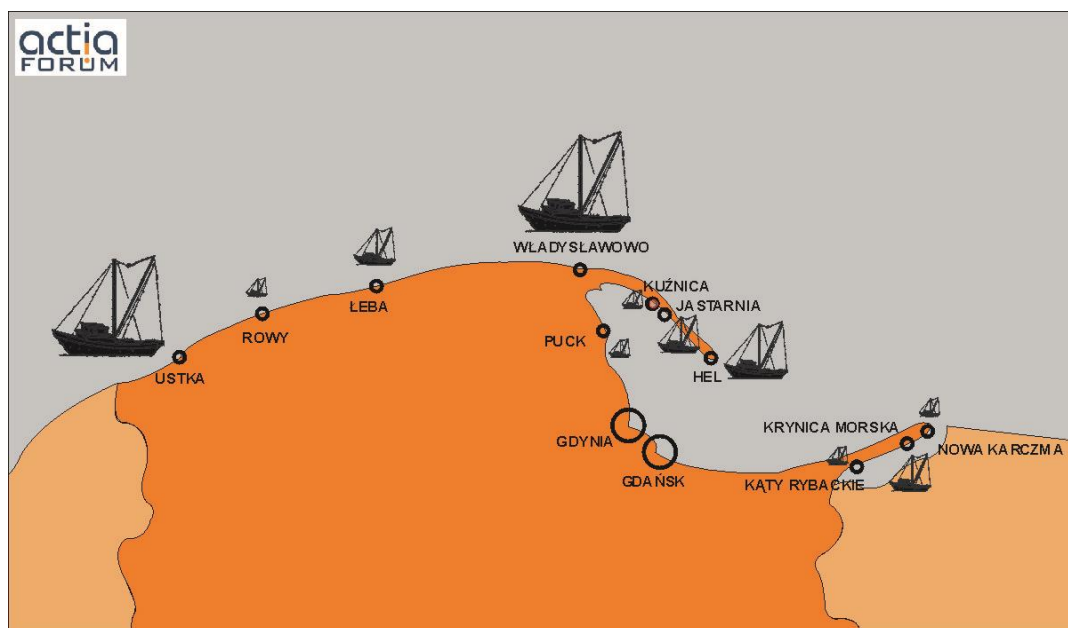 actia
FORUM
WŁADYSŁAWOWO
KUŹNICA
JASTARNIA
ŁEBA
ROWY
PUCK
USTKA
HEL
KRYNICA MORSKA
GDYNIA
NOWA KARCZMA
GDAŃSK
KĄTY RYBACKIE